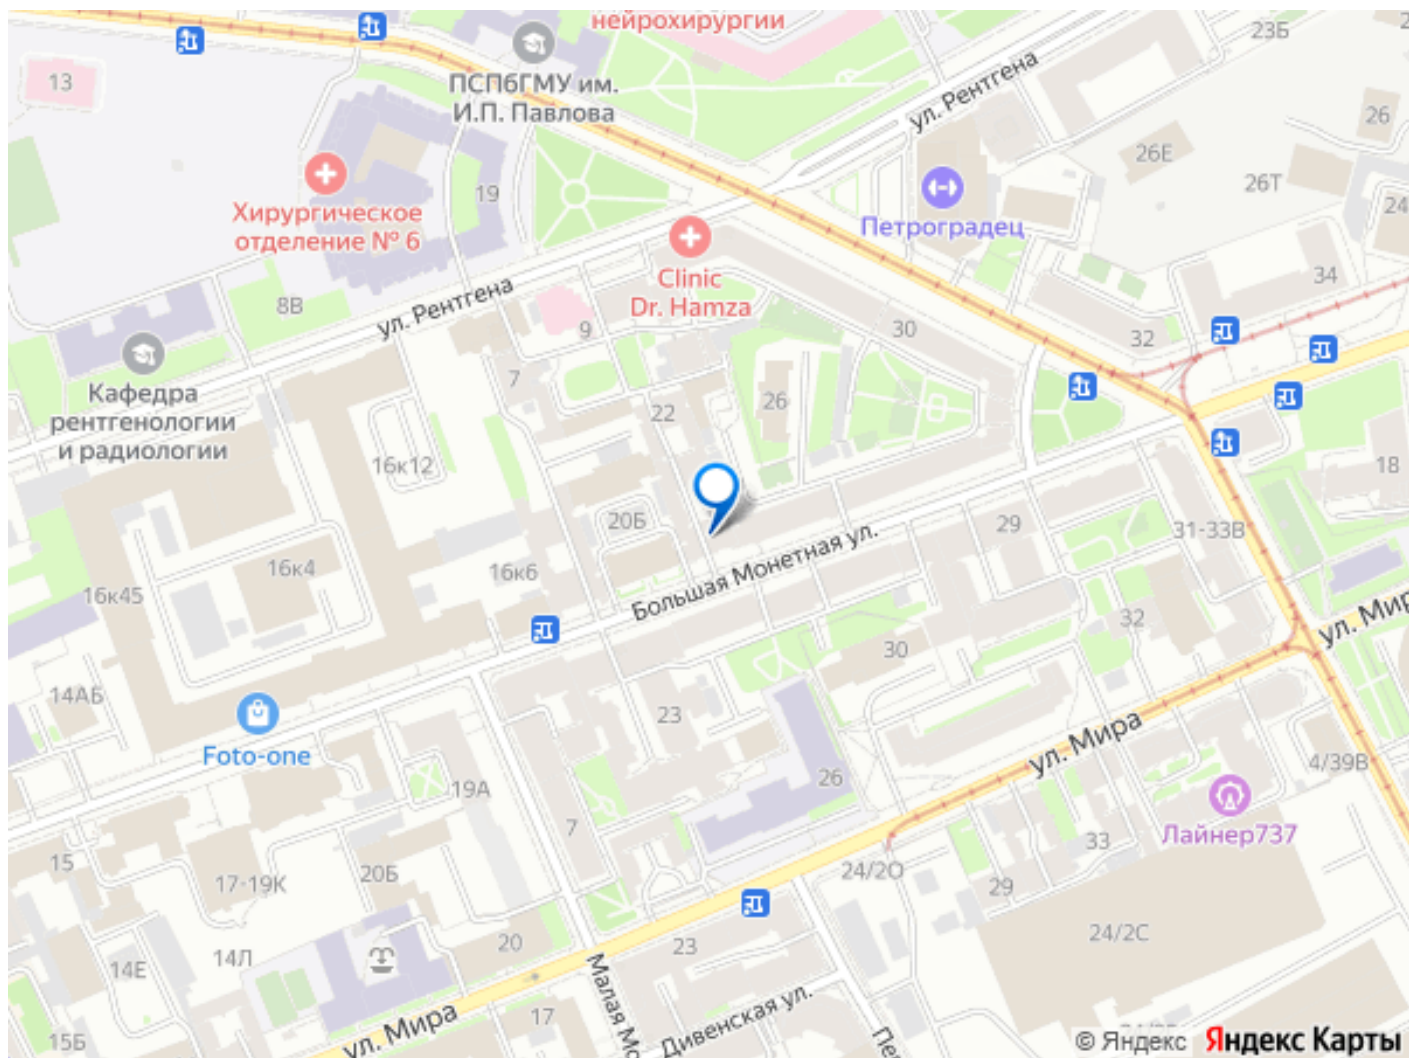 нейрохирургии
23Б
2
13
ПСПбГМУ им.
И.П. Павлова
ул. Рентгена
26
26Е
26Т
24
Хирургическое
отделение № 6
19
Петроградец
Clinic
Dr. Hamza
34
8В
ул. Рентгена
9
30
32
Кафедра
рентгенологии
и радиологии
7
22
26
16к12
18
20Б
29
31-33В
Большая Монетная ул.
16к4
16к6
16к45
32
ул. Мир
30
14АБ
23
Foto-one
ул. Мира
4/39В
19А
26
7
Лайнер737
33
15
17-19К
20Б
24/2О
29
24/2С
20
23
14Е
14Л
Малая Мо
17
Дивенская ул.
Пес
15Б
ул. Мира
© Яндекс Яндекс Карты